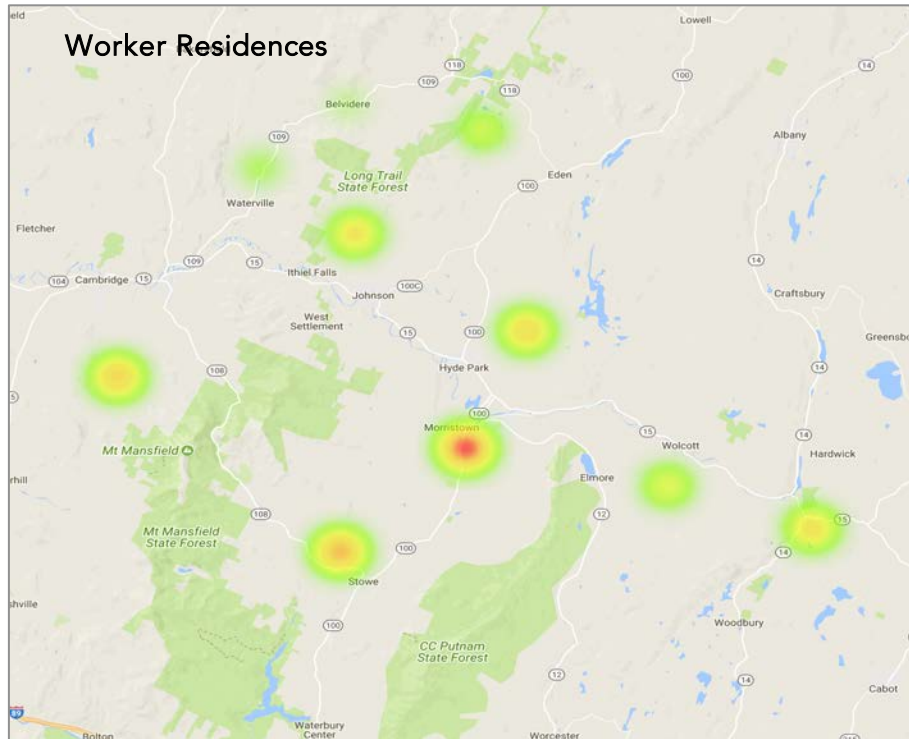 ield
Lowell
Worker Residences
118
14
109
100
118
Belvidere
Albany
109
Long Trail
State Forest
Eden
100
Waterville
Fletcher
15
109
14
Ithiel Falls
104
Cambridge
15
100C
Johnson
Craftsbury
West
Settlement
15
100
Greensbo
Hyde Park
108
14
5
100
Morristown
15
14
Wolcott
Mt Mansfield
Hardwick
Elmore
rhill
108
12
15
Mt Mansfield
State Forest
100
14
Stowe
shville
100
Woodbury
CC Putnam
State Forest
12
14
Cabot
89
Waterbury
Center
Bolton
Worcester